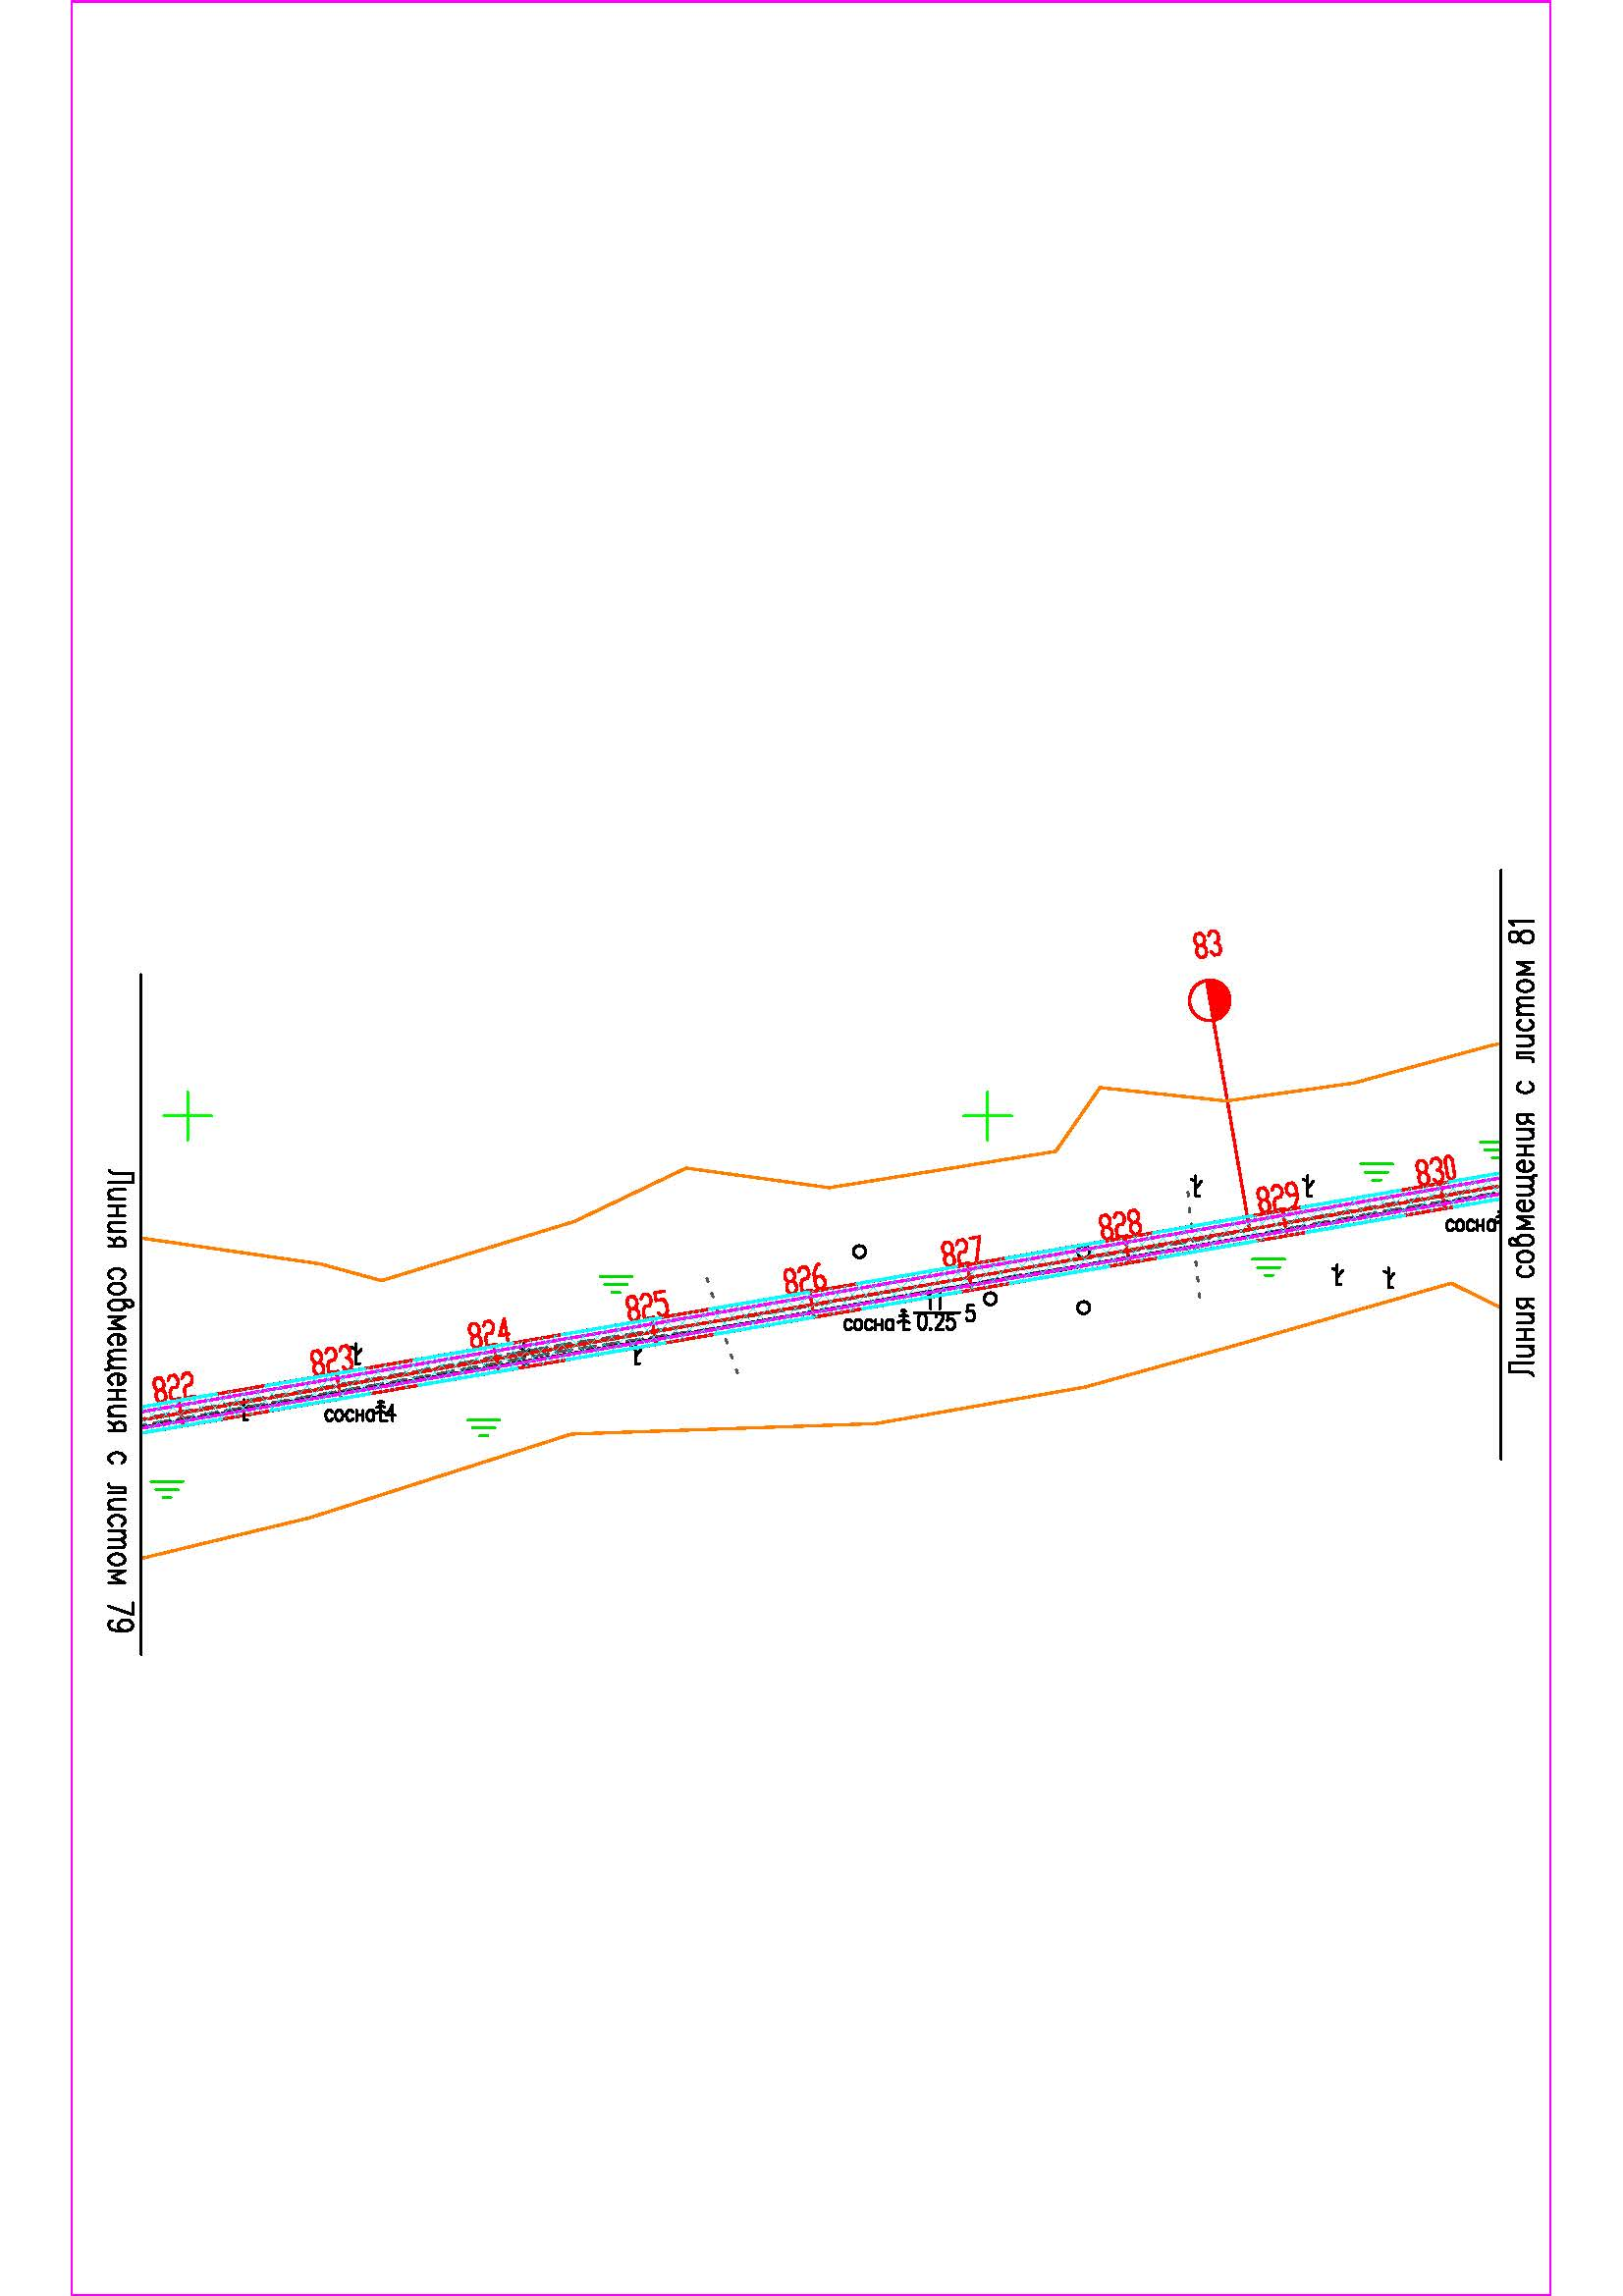 83
Линия совмещения с листом 81
830
829
828
сосна
827
826
825
сосна 0.25 5
824
823
822
сосна 4
Линия совмещения с листом 79